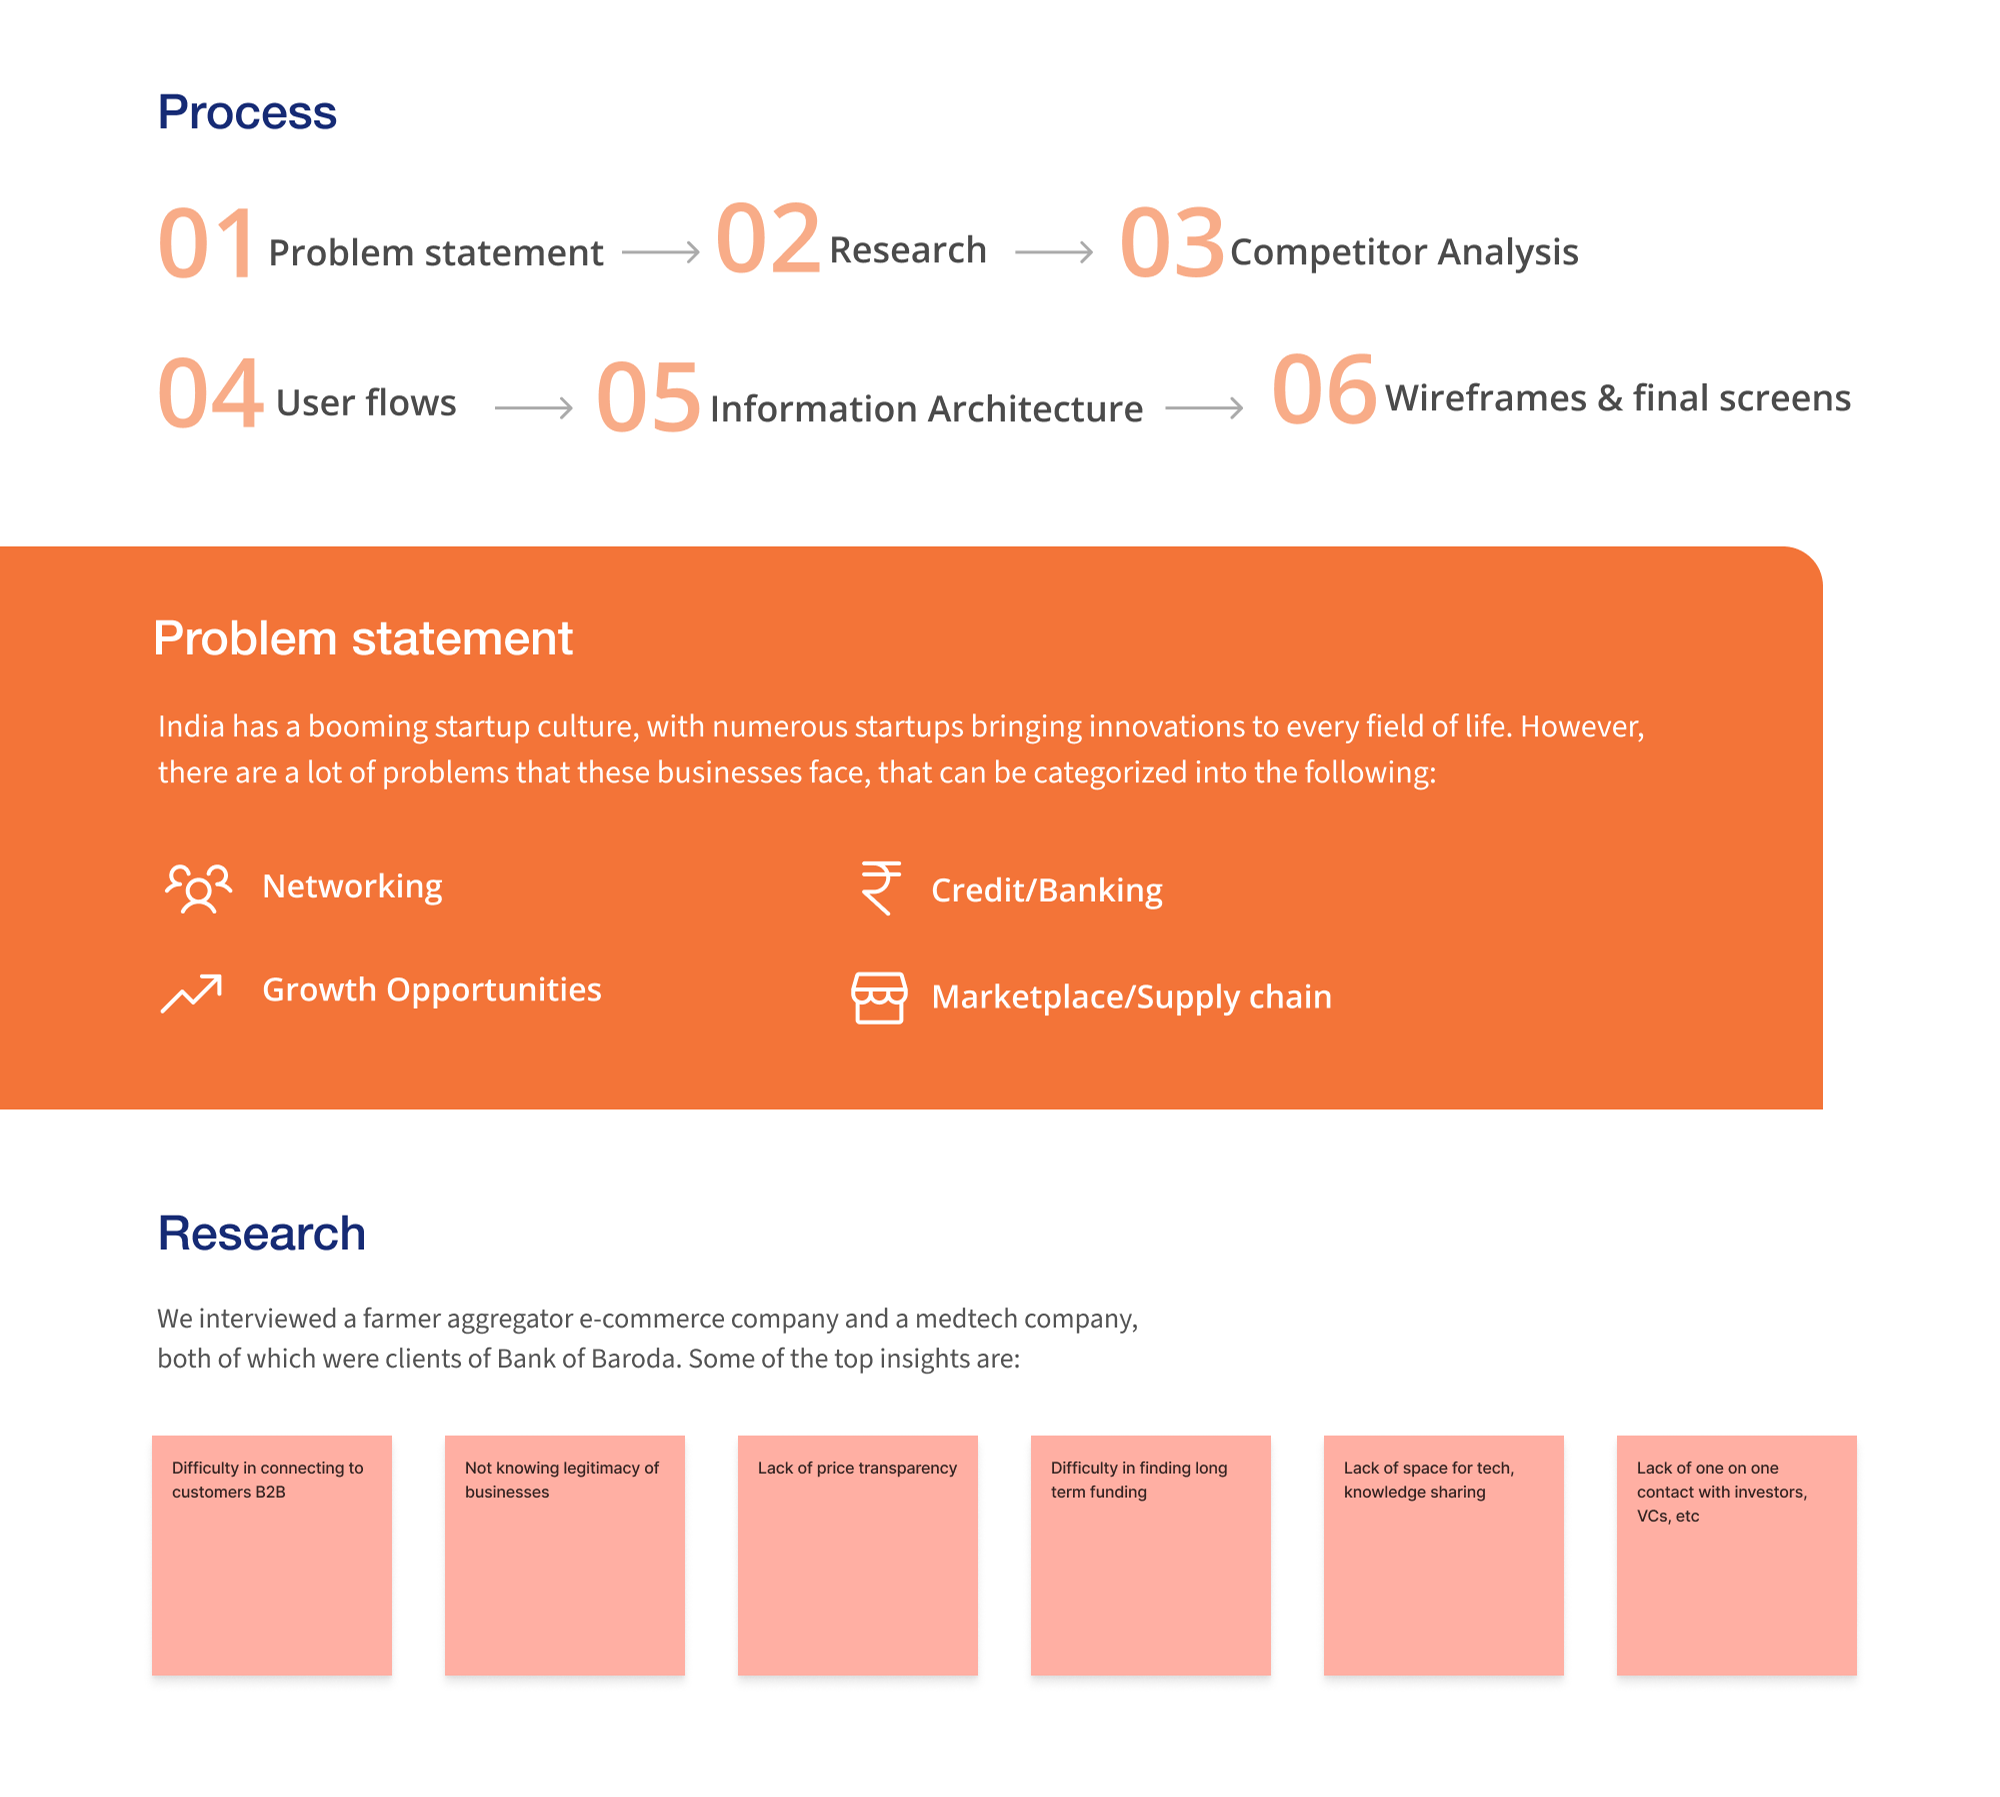 Process
01 Problem statement 02 Research 03 Competitor Analysis
04 User flows 05 Information Architecture 06 Wireframes & final screens
Problem statement
India has a booming startup culture, with numerous startups bringing innovations to every field of life. However,
there are a lot of problems that these businesses face, that can be categorized into the following:
Networking
Credit/Banking
Growth Opportunities
Marketplace/Supply chain
Research
We interviewed a farmer aggregator e-commerce company and a medtech company,
both of which were clients of Bank of Baroda. Some of the top insights are:
Difficulty in connecting to
customers B2B
Not knowing legitimacy of
businesses
Lack of price transparency
Difficulty in finding long
term funding
Lack of space for tech,
knowledge sharing
Lack of one on one
contact with investors,
VCs, etc